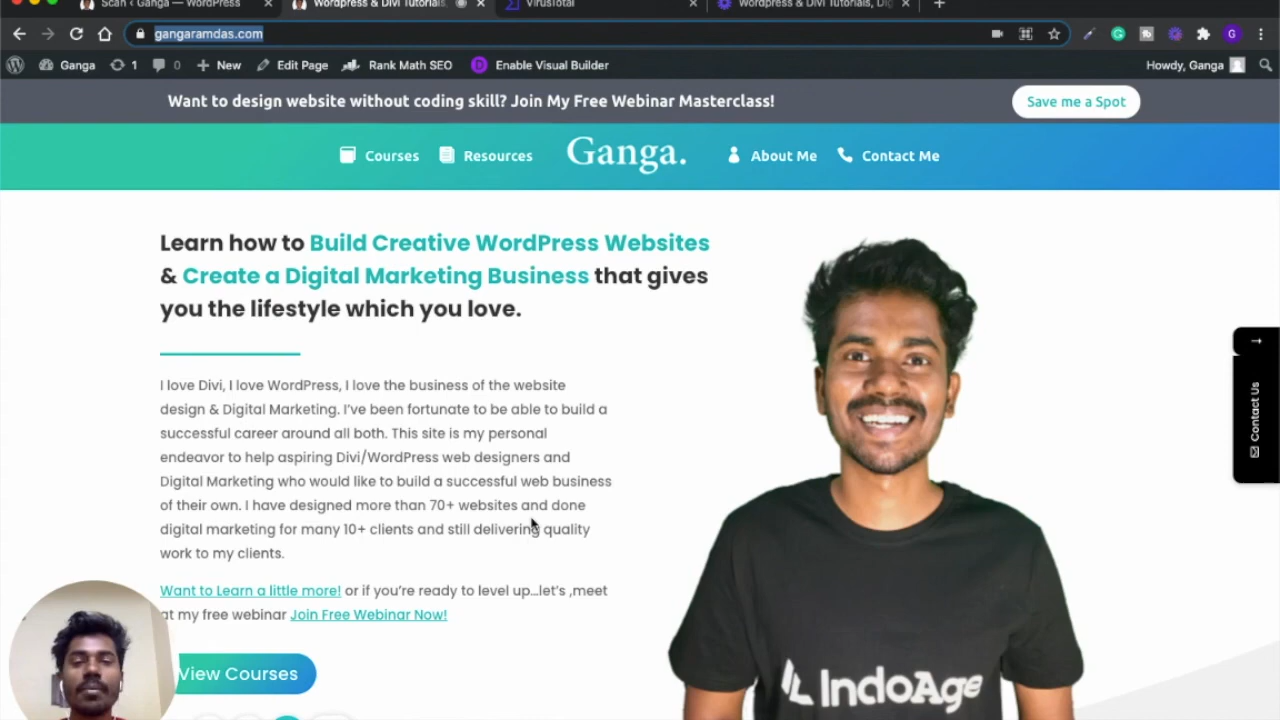 Scan ‹ Ganga — WordPress
Wordpress & Divi Tutorials,
VirusTotal
Wordpress & Divi Tutorials, Dig
gangaramdas.com
G
Ganga
1
0
New
Edit Page
Rank Math SEO
D
Enable Visual Builder
Howdy, Ganga
Want to design website without coding skill? Join My Free Webinar Masterclass!
Save me a Spot
Courses
Resources
Ganga.
About Me
Contact Me
Learn how to Build Creative WordPress Websites
& Create a Digital Marketing Business that gives
you the lifestyle which you love.
I love Divi, I love WordPress, I love the business of the website
design & Digital Marketing. I’ve been fortunate to be able to build a
successful career around all both. This site is my personal
endeavor to help aspiring Divi/WordPress web designers and
Digital Marketing who would like to build a successful web business
of their own. I have designed more than 70+ websites and done
digital marketing for many 10+ clients and still delivering quality
work to my clients.
Want to Learn a little more! or if you’re ready to level up...let’s ,meet
at my free webinar Join Free Webinar Now!
View Courses
Contact Us
IndoAge